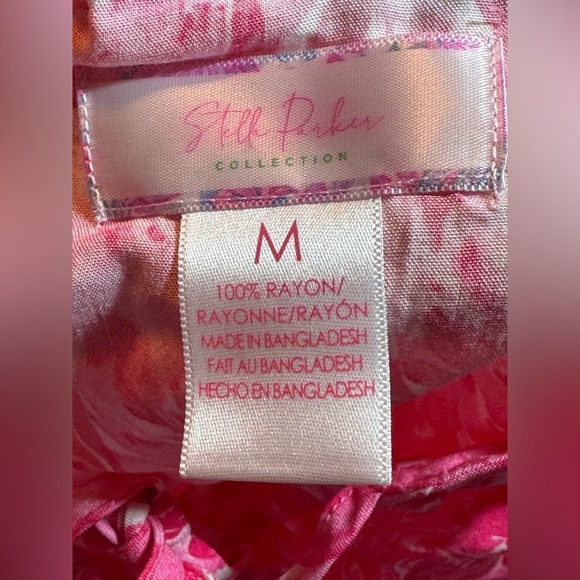 Stella Parker
COLLECTION
M
100% RAYON/
RAYONNE/RAYÓN
MADE IN BANGLADESH
FAIT AU BANGLADESH
HECHO EN BANGLADESH